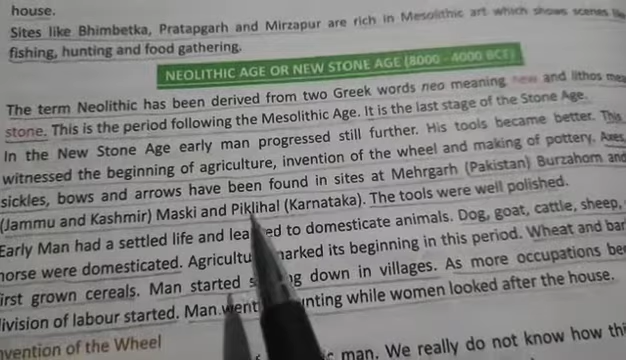 house.
Sites like Bhimbetka, Pratapgarh and Mirzapur are rich in Mesolithic art which shows scenes
fishing, hunting and food gathering.
NEOLITHIC AGE OR NEW STONE AGE (8000 - 4000 BCE)
The term Neolithic has been derived from two Greek words neo meaning new and lithos
stone. This is the period following the Mesolithic Age. It is the last stage of the Stone Age.
In the New Stone Age early man progressed still further. His tools became better. This
witnessed the beginning of agriculture, invention of the wheel and making of pottery. Axes,
sickles, bows and arrows have been found in sites at Mehrgarh (Pakistan) Burzahom and
(Jammu and Kashmir) Maski and Piklihal (Karnataka). The tools were well polished.
Early Man had a settled life and to domesticate animals. Dog, goat, cattle, sheep,
horse were domesticated. marked its beginning in this period. Wheat and
first grown cereals. Man started down in villages. As more occupations
division of labour started. Man went while women looked after the house.
Invention of the Wheel
man. We really do not know how